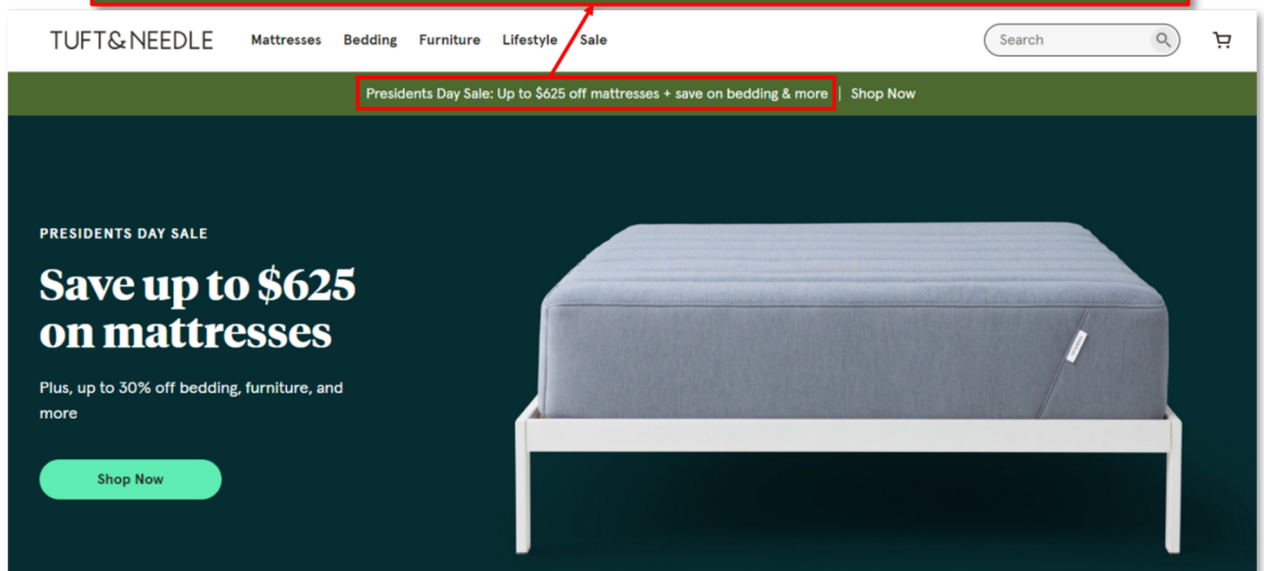 TUFT&NEEDLE Mattresses Bedding Furniture Lifestyle Sale Search
Presidents Day Sale: Up to $625 off mattresses + save on bedding & more | Shop Now
PRESIDENTS DAY SALE
Save up to $625
on mattresses
Plus, up to 30% off bedding, furniture, and
more
Shop Now